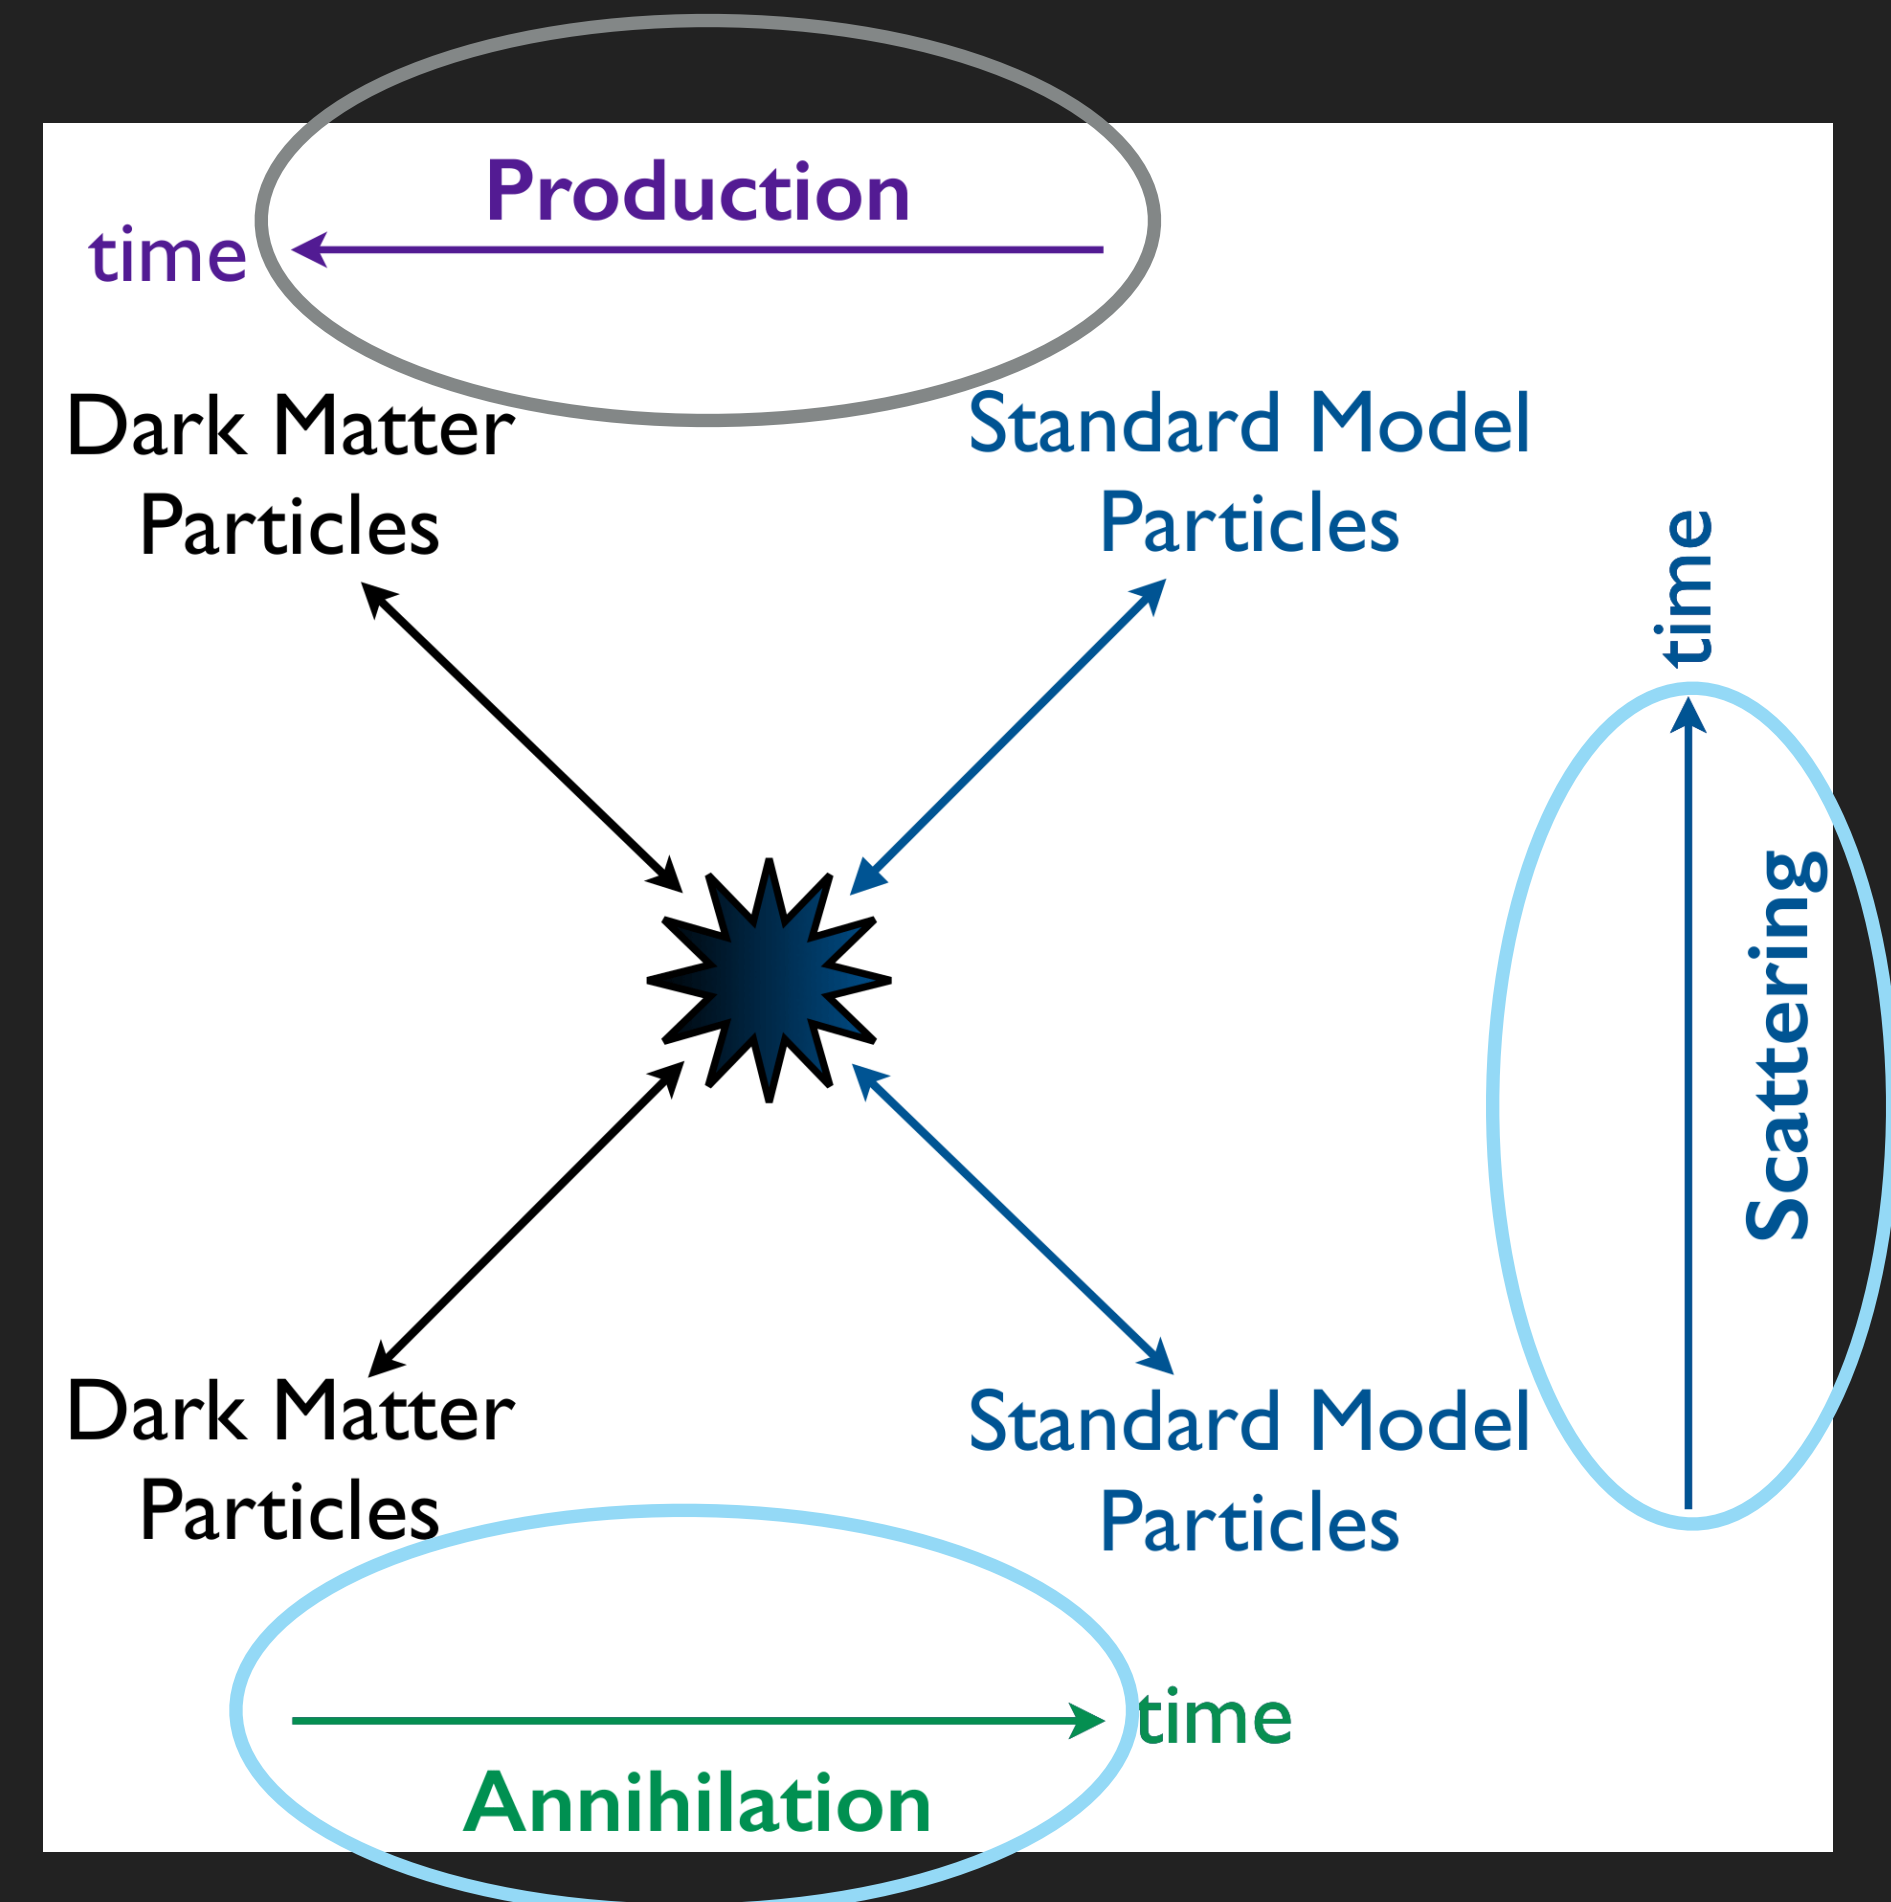 Production
time
Dark Matter
Particles
Standard Model
Particles
time
Scattering
Dark Matter
Particles
Standard Model
Particles
time
Annihilation